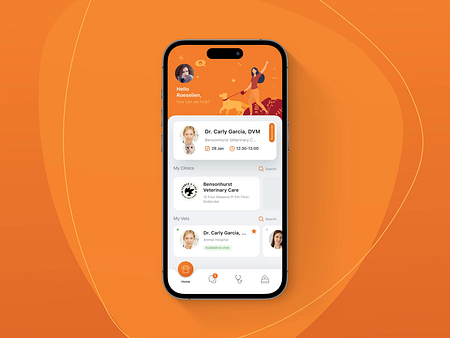 Hello
Roeselien,
how can we help?
Dr. Carly Garcia, DVM
Bensonhurst Veterinary C...
28 Jan
12:30-13:00
My Clinics
Search
Bensonhurst
Veterinary Care
My Vets
Search
Dr. Carly Garcia, ...
Animal Hospital
Available to chat
Home